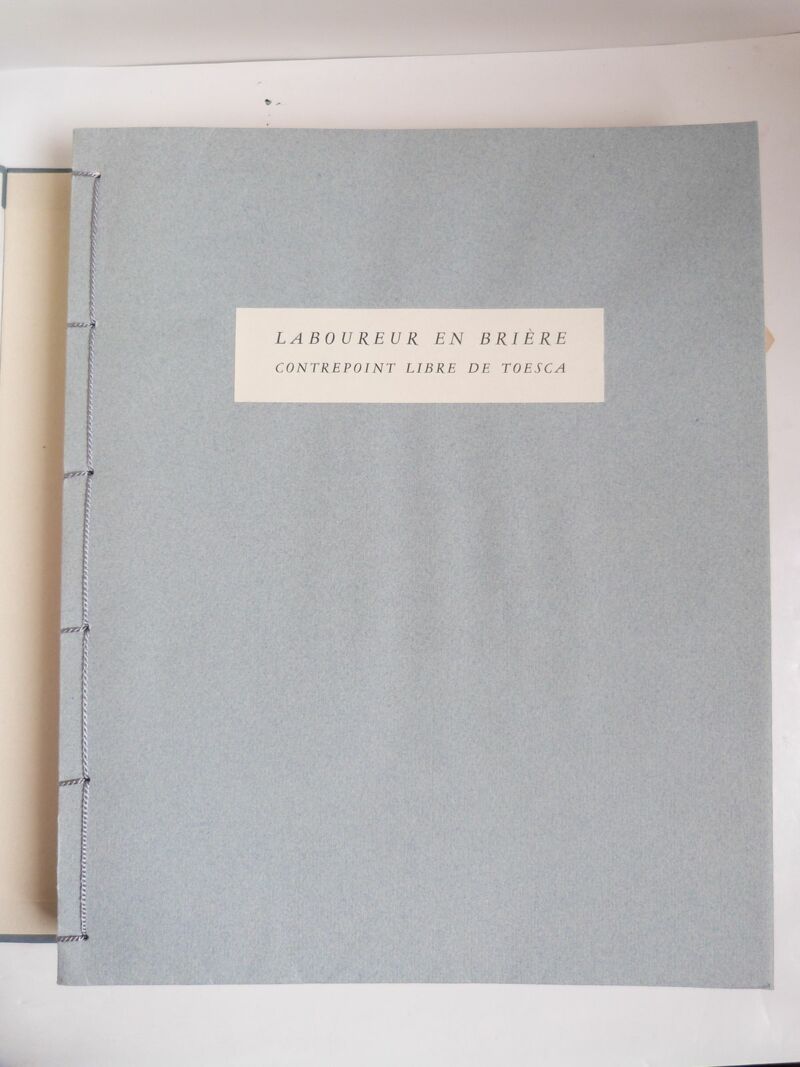 LABOUREUR EN BRIÈRE
CONTREPOINT LIBRE DE TOESCA